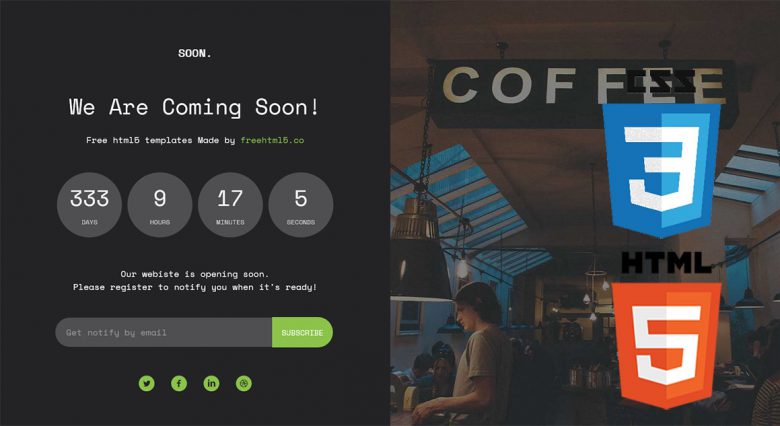 SOON.
We Are Coming Soon!
Free html5 templates Made by freehtml5.co
333 9 17 5
DAYS HOURS MINUTES SECONDS
Our webiste is opening soon.
Please register to notify you when it's ready!
Get notify by email SUBSCRIBE
COFFEE
CSS
3
HTML
5